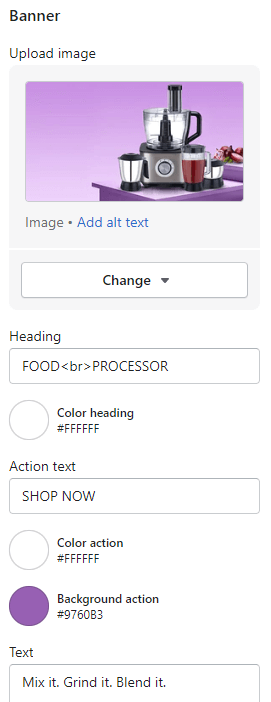 Banner
Upload image
Image • Add alt text
Change
Heading
FOOD<br>PROCESSOR
Color heading
#FFFFFF
Action text
SHOP NOW
Color action
#FFFFFF
Background action
#9760B3
Text
Mix it. Grind it. Blend it.